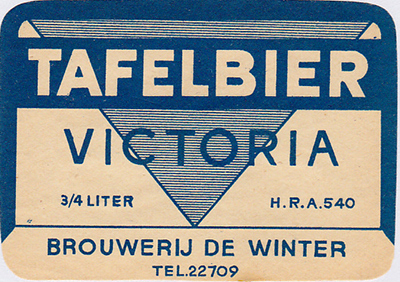 TAFELBIER
VICTORIA
3/4 LITER H.R.A.540
BROUWERIJ DE WINTER
TEL.22709